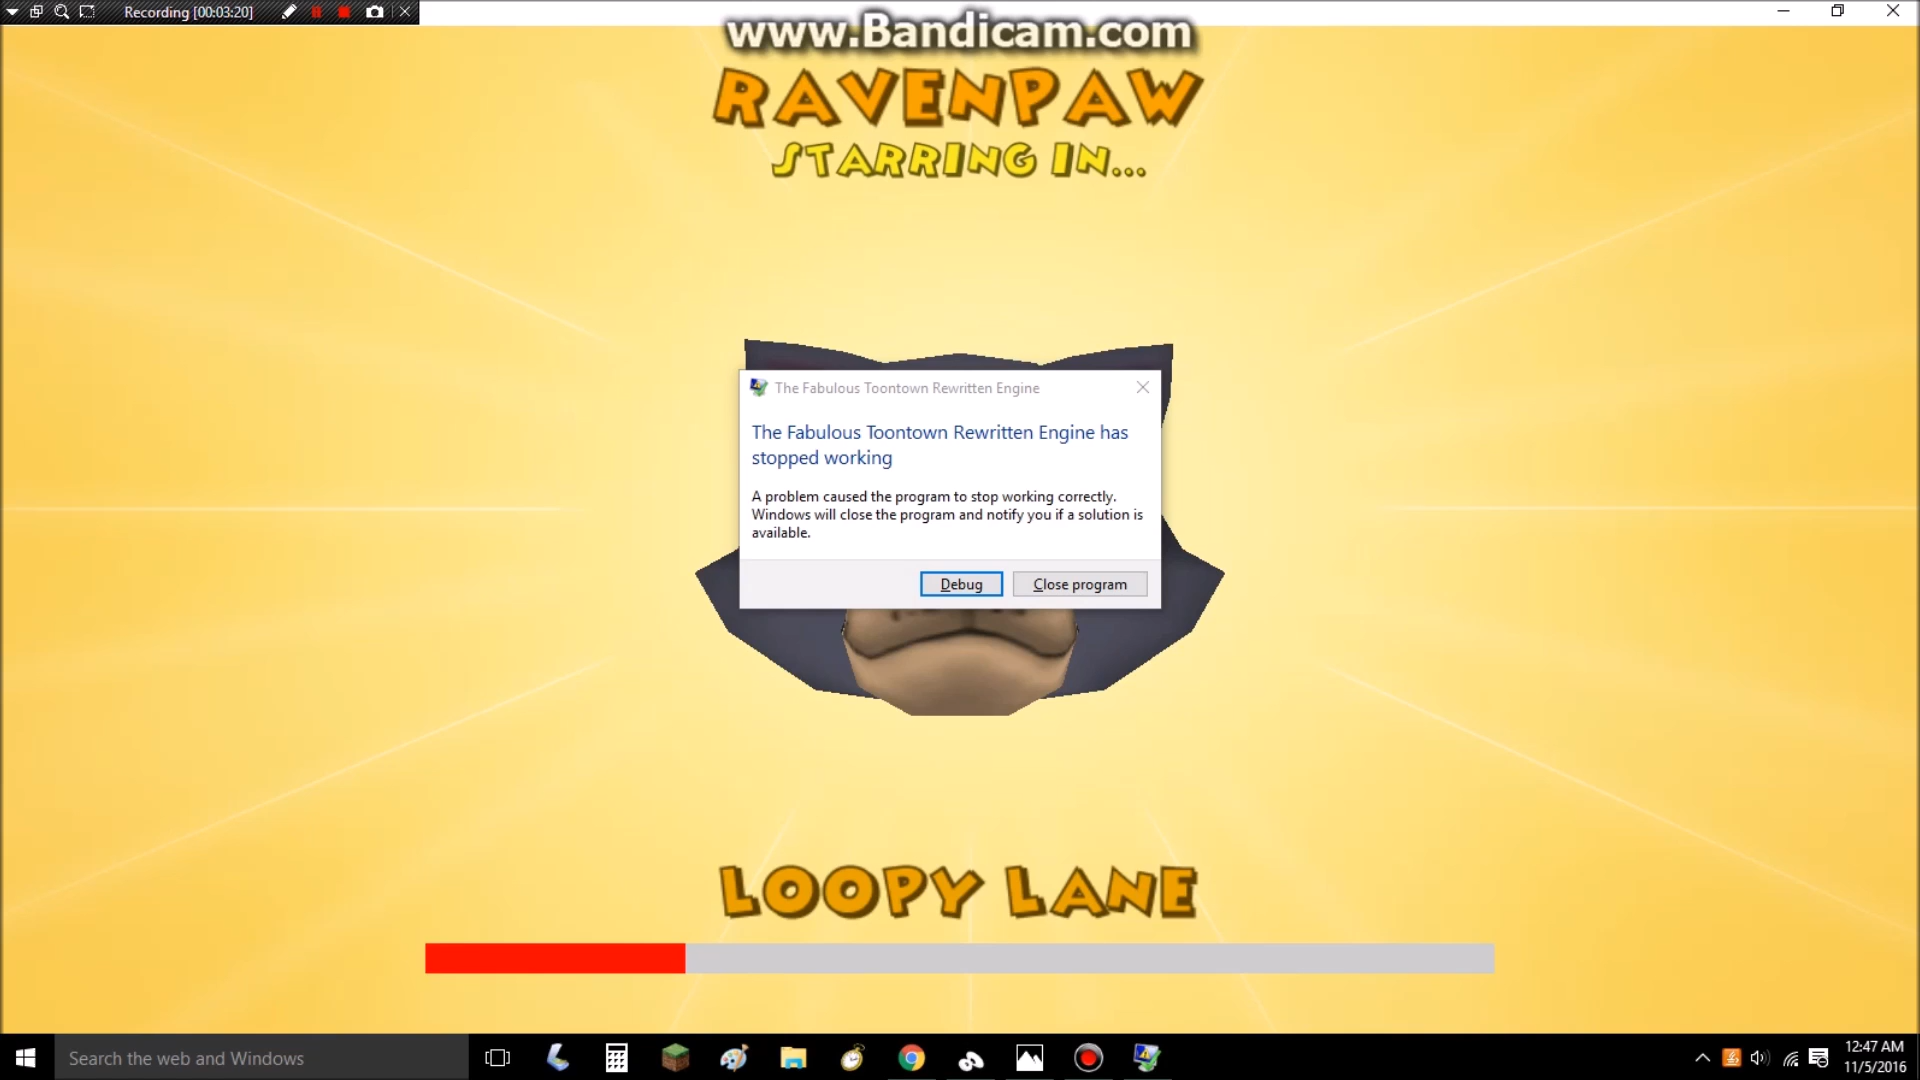 Recording [00:03:20]
www.Bandicam.com
RAVENPAW
STARRING IN...
The Fabulous Toontown Rewritten Engine
The Fabulous Toontown Rewritten Engine has
stopped working
A problem caused the program to stop working correctly.
Windows will close the program and notify you if a solution is
available.
Debug
Close program
LOOPY LANE
Search the web and Windows
12:47 AM
11/5/2016